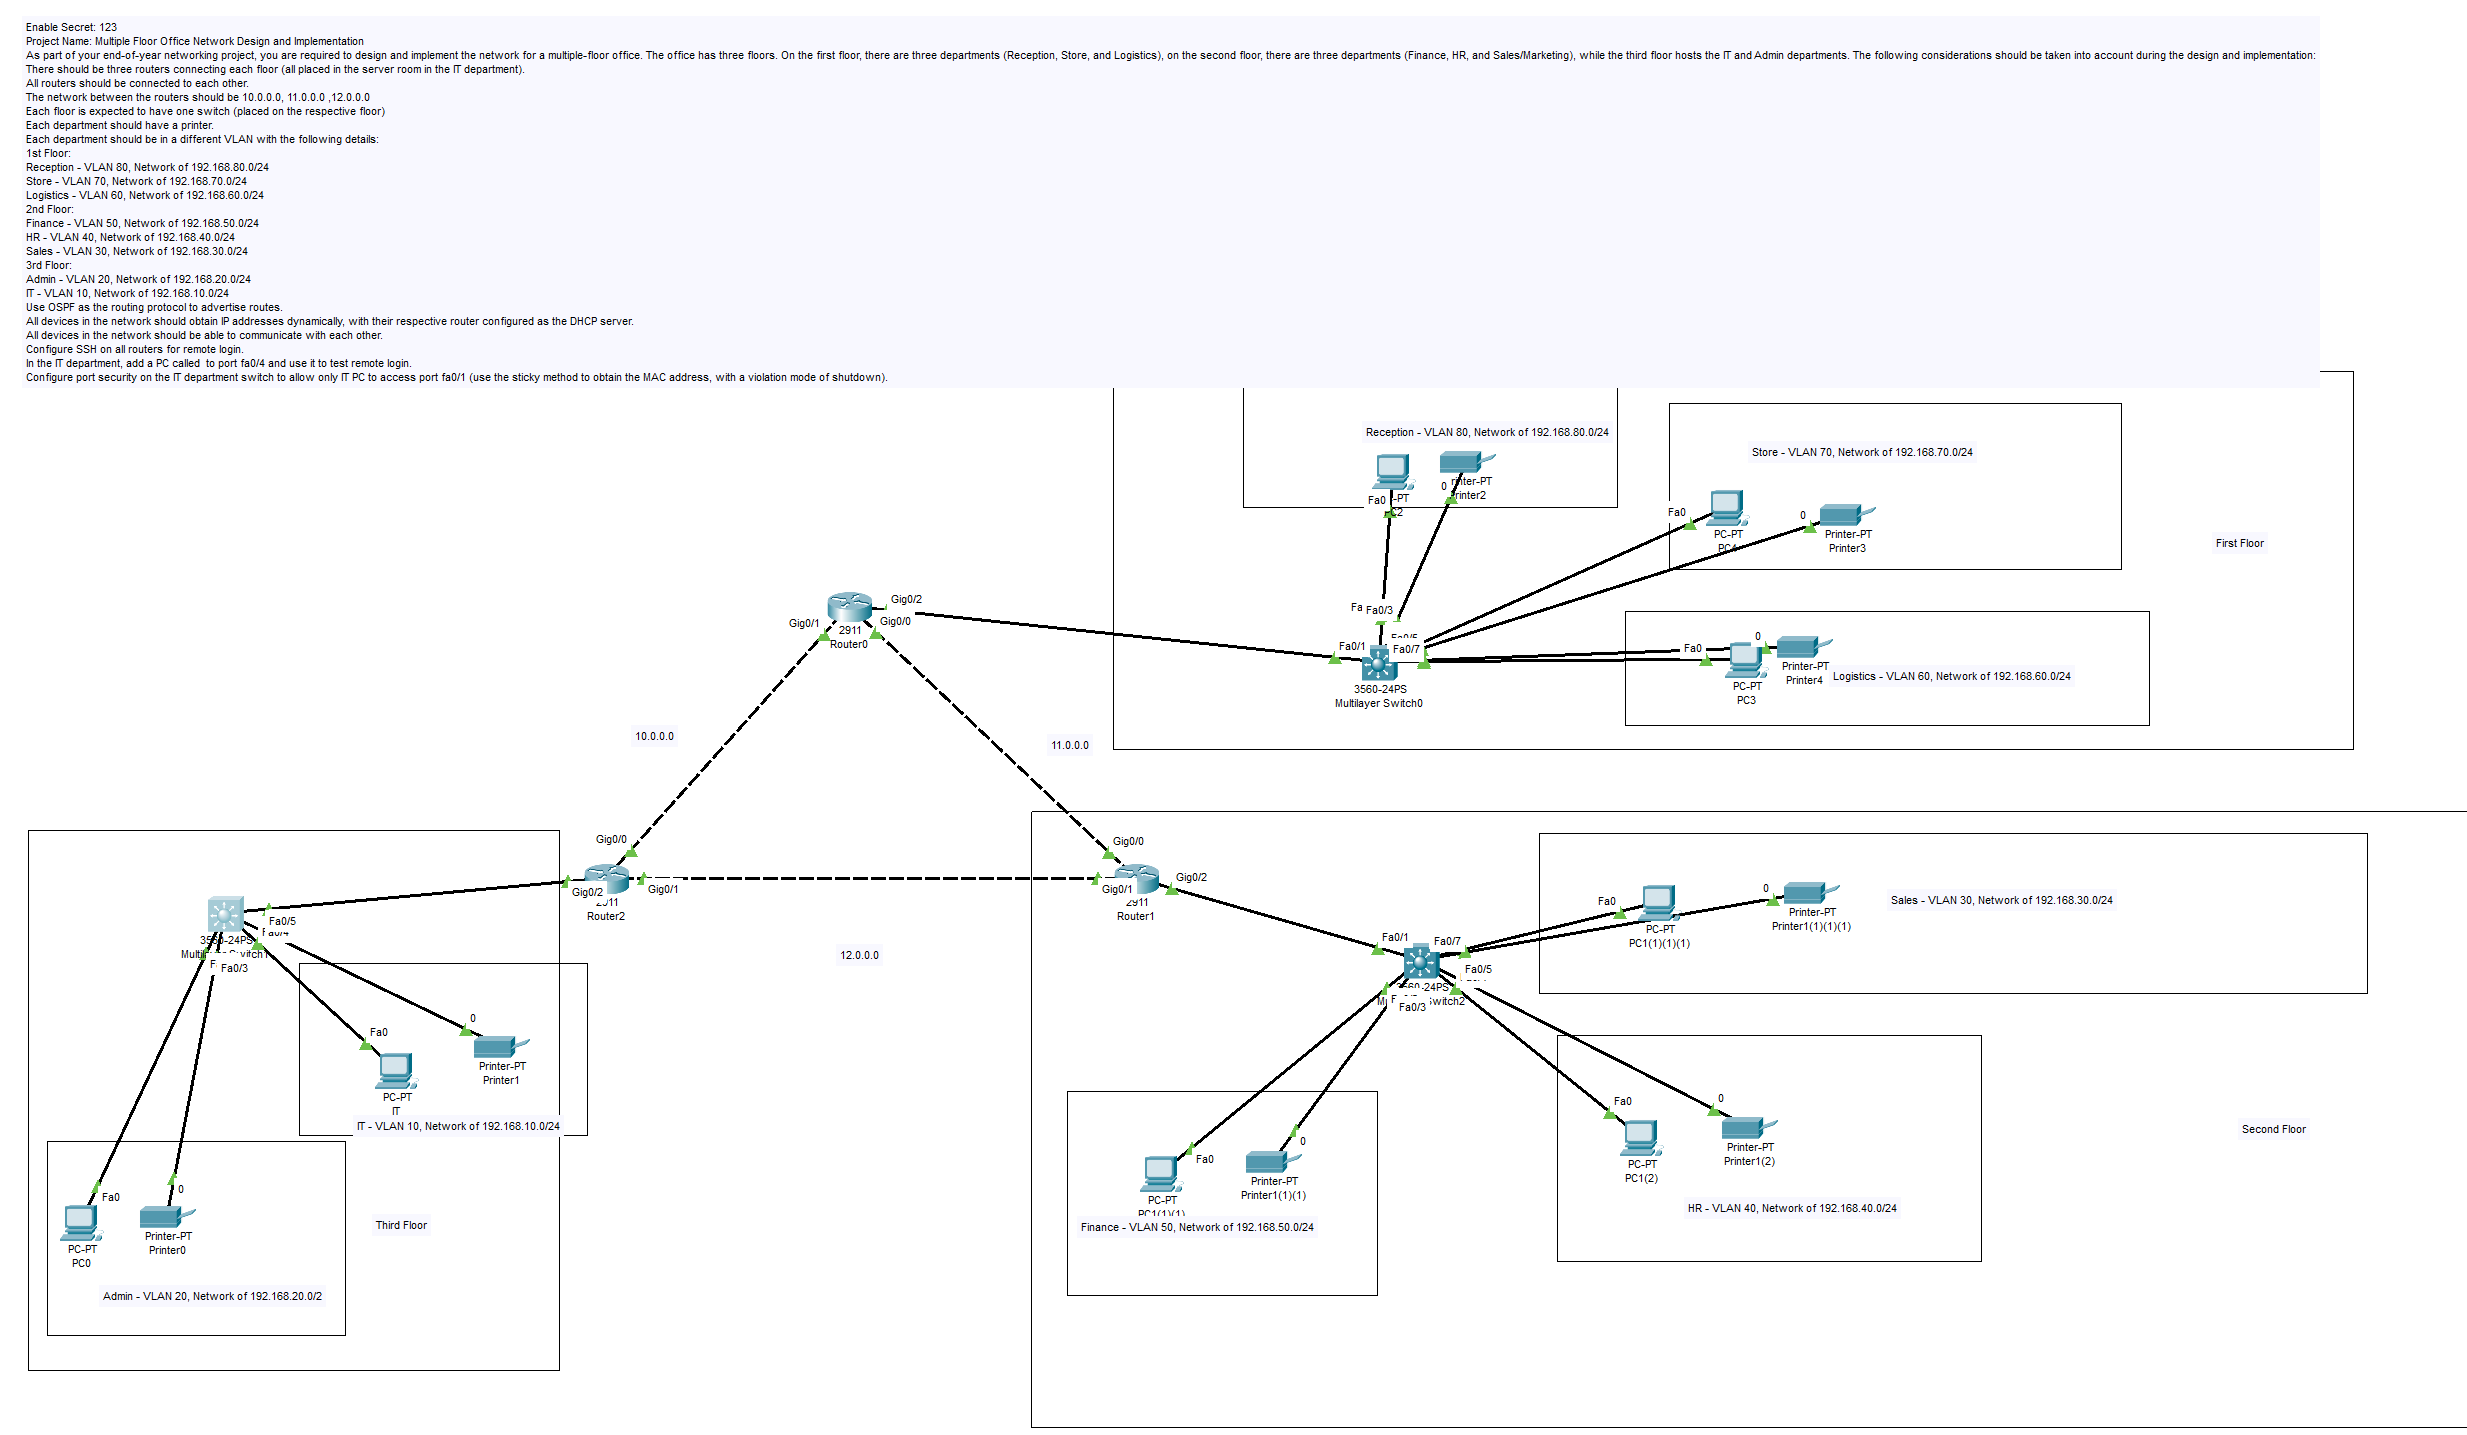 Enable Secret: 123
Project Name: Multiple Floor Office Network Design and Implementation
As part of your end-of-year networking project, you are required to design and implement the network for a multiple-floor office. The office has three floors. On the first floor, there are three departments (Reception, Store, and Logistics), on the second floor, there are three departments (Finance, HR, and Sales/Marketing), while the third floor hosts the IT and Admin departments. The following considerations should be taken into account during the design and implementation:
There should be three routers connecting each floor (all placed in the server room in the IT department).
All routers should be connected to each other.
The network between the routers should be 10.0.0.0, 11.0.0.0 ,12.0.0.0
Each floor is expected to have one switch (placed on the respective floor)
Each department should have a printer.
Each department should be in a different VLAN with the following details:
1st Floor:
Reception - VLAN 80, Network of 192.168.80.0/24
Store - VLAN 70, Network of 192.168.70.0/24
Logistics - VLAN 60, Network of 192.168.60.0/24
2nd Floor:
Finance - VLAN 50, Network of 192.168.50.0/24
HR - VLAN 40, Network of 192.168.40.0/24
Sales - VLAN 30, Network of 192.168.30.0/24
3rd Floor:
Admin - VLAN 20, Network of 192.168.20.0/24
IT - VLAN 10, Network of 192.168.10.0/24
Use OSPF as the routing protocol to advertise routes.
All devices in the network should obtain IP addresses dynamically, with their respective router configured as the DHCP server.
All devices in the network should be able to communicate with each other.
Configure SSH on all routers for remote login.
In the IT department, add a PC called  to port fa0/4 and use it to test remote login.
Configure port security on the IT department switch to allow only IT PC to access port fa0/1 (use the sticky method to obtain the MAC address, with a violation mode of shutdown).
Reception - VLAN 80, Network of 192.168.80.0/24
Fa0
0
Store - VLAN 70, Network of 192.168.70.0/24
Fa0
PC-PT
PC4
0
Printer-PT
Printer3
First Floor
Fa0/3
Fa0/1
Fa0/7
3560-24PS
Multilayer Switch0
Fa0
PC-PT
PC3
0
Printer-PT
Printer4
Logistics - VLAN 60, Network of 192.168.60.0/24
Gig0/2
Gig0/1
Gig0/0
2911
Router0
10.0.0.0
11.0.0.0
12.0.0.0
Gig0/0
Gig0/2
Gig0/1
Router2
Gig0/0
Gig0/1
Gig0/2
2911
Router1
Fa0/5
Fa0/3
Fa0
PC-PT
IT
0
Printer-PT
Printer1
IT - VLAN 10, Network of 192.168.10.0/24
Fa0
PC-PT
PC0
0
Printer-PT
Printer0
Third Floor
Admin - VLAN 20, Network of 192.168.20.0/2
Fa0/1
Fa0/7
Fa0/5
Fa0/3
Fa0
PC-PT
PC1(1)(1)(1)
0
Printer-PT
Printer1(1)(1)(1)
Sales - VLAN 30, Network of 192.168.30.0/24
Fa0
PC-PT
PC1(2)
0
Printer-PT
Printer1(2)
HR - VLAN 40, Network of 192.168.40.0/24
Second Floor
Fa0
PC-PT
PC1(1)(1)
0
Printer-PT
Printer1(1)(1)
Finance - VLAN 50, Network of 192.168.50.0/24